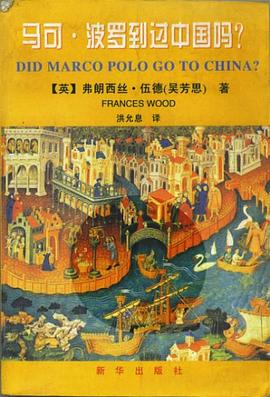 马可·波罗到过中国吗?
DID MARCO POLO GO TO CHINA?
【英】弗朗西丝·伍德(吴芳思) 著
FRANCES WOOD
洪允息 译
新华出版社